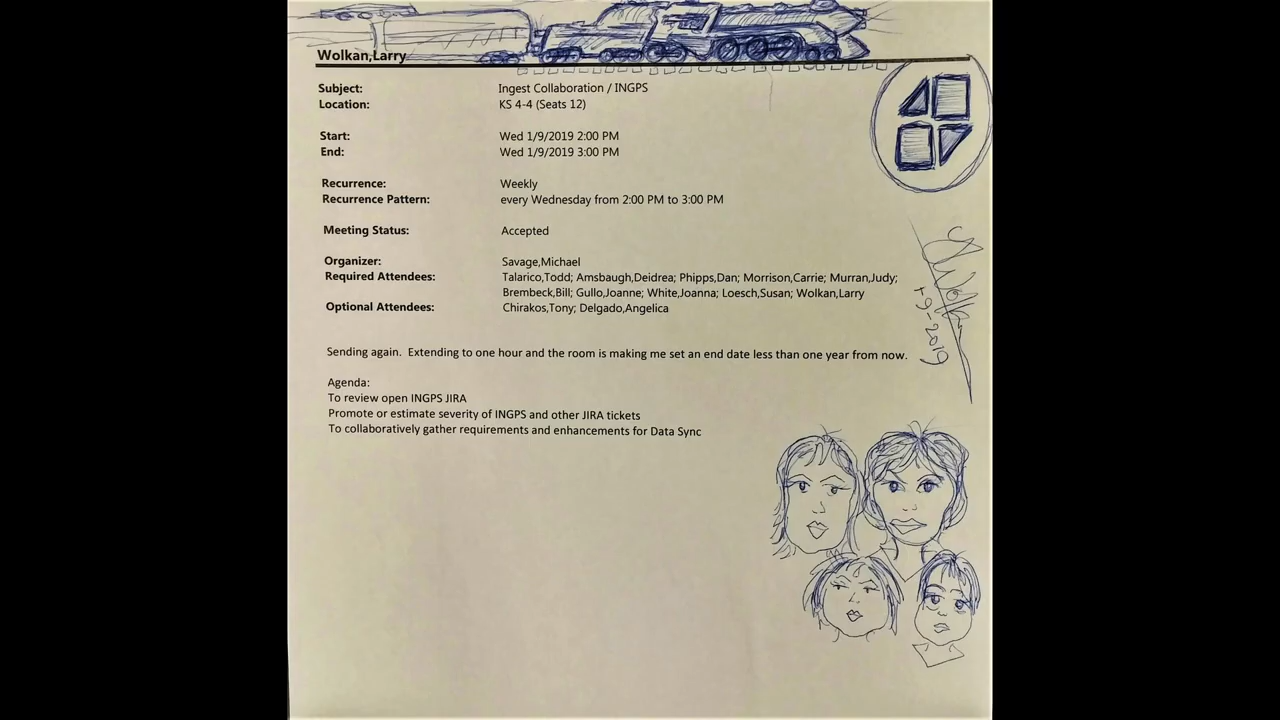 Wolkan,Larry
Subject: Ingest Collaboration / INGPS
Location: KS 4-4 (Seats 12)
Start: Wed 1/9/2019 2:00 PM
End: Wed 1/9/2019 3:00 PM
Recurrence: Weekly
Recurrence Pattern: every Wednesday from 2:00 PM to 3:00 PM
Meeting Status: Accepted
Organizer: Savage,Michael
Required Attendees: Talarico,Todd; Amsbaugh,Deidrea; Phipps,Dan; Morrison,Carrie; Murran,Judy;
Brembeck,Bill; Gullo,Joanne; White,Joanna; Loesch,Susan; Wolkan,Larry
Optional Attendees: Chirakos,Tony; Delgado,Angelica
Sending again. Extending to one hour and the room is making me set an end date less than one year from now.
Agenda:
To review open INGPS JIRA
Promote or estimate severity of INGPS and other JIRA tickets
To collaboratively gather requirements and enhancements for Data Sync
1-9-2019